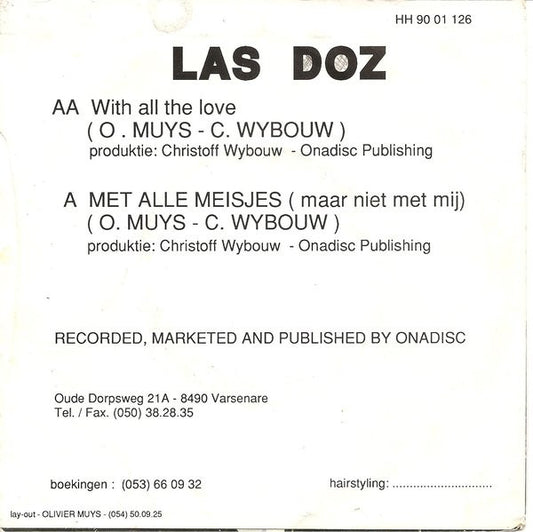 HH 90 01 126
LAS DOZ
AA With all the love
( O . MUYS - C. WYBOUW )
produktie: Christoff Wybouw - Onadisc Publishing
A MET ALLE MEISJES ( maar niet met mij)
( O. MUYS - C. WYBOUW )
produktie: Christoff Wybouw - Onadisc Publishing
RECORDED, MARKETED AND PUBLISHED BY ONADISC
Oude Dorpsweg 21A - 8490 Varsenare
Tel. / Fax. (050) 38.28.35
boekingen : (053) 66 09 32
hairstyling: .............................
lay-out - OLIVIER MUYS - (054) 50.09.25